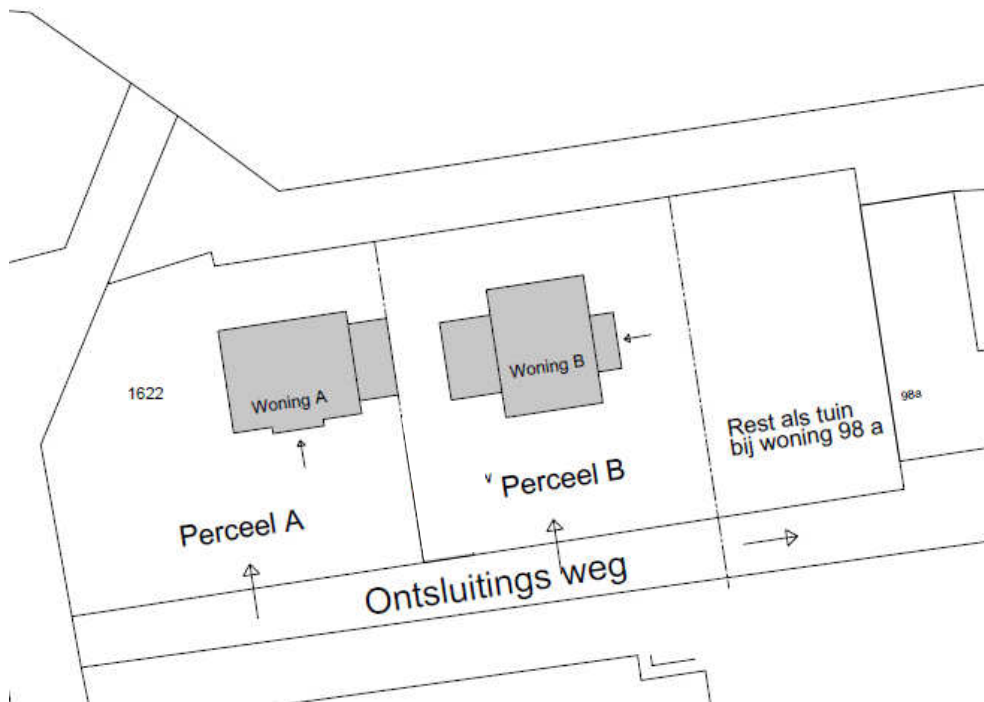 1622
Woning A
Woning B
98a
Rest als tuin
bij woning 98 a
Perceel A
v Perceel B
Ontsluitings weg